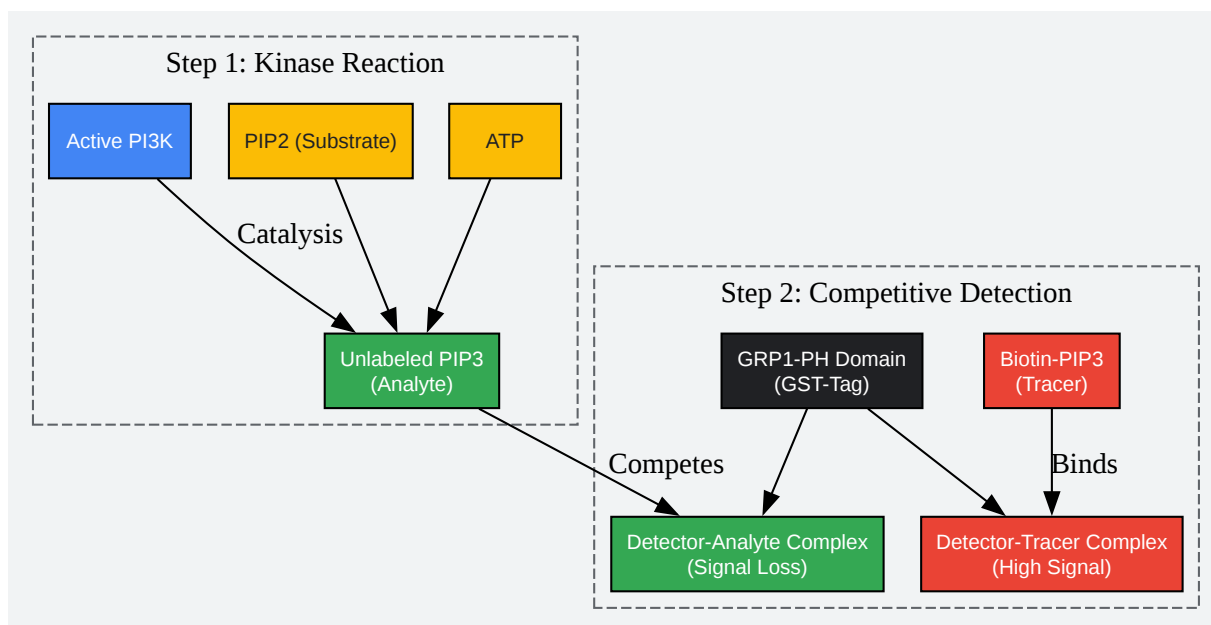 Step 1: Kinase Reaction
Active PI3K
PIP2 (Substrate)
ATP
Catalysis
Unlabeled PIP3
(Analyte)
Step 2: Competitive Detection
GRP1-PH Domain
(GST-Tag)
Biotin-PIP3
(Tracer)
Competes
Binds
Detector-Analyte Complex
(Signal Loss)
Detector-Tracer Complex
(High Signal)